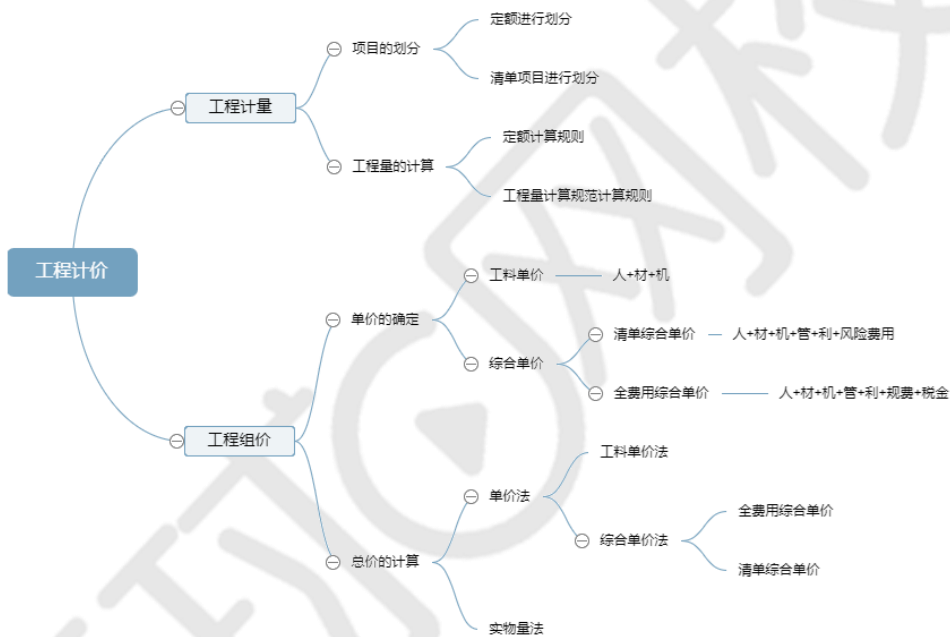 定额进行划分
项目的划分
清单项目进行划分
工程计量
定额计算规则
工程量的计算
工程量计算规范计算规则
工程计价
工料单价
人+材+机
单价的确定
清单综合单价
人+材+机+管+利+风险费用
综合单价
全费用综合单价
人+材+机+管+利+规费+税金
工程组价
工料单价法
单价法
全费用综合单价
综合单价法
总价的计算
清单综合单价
实物量法